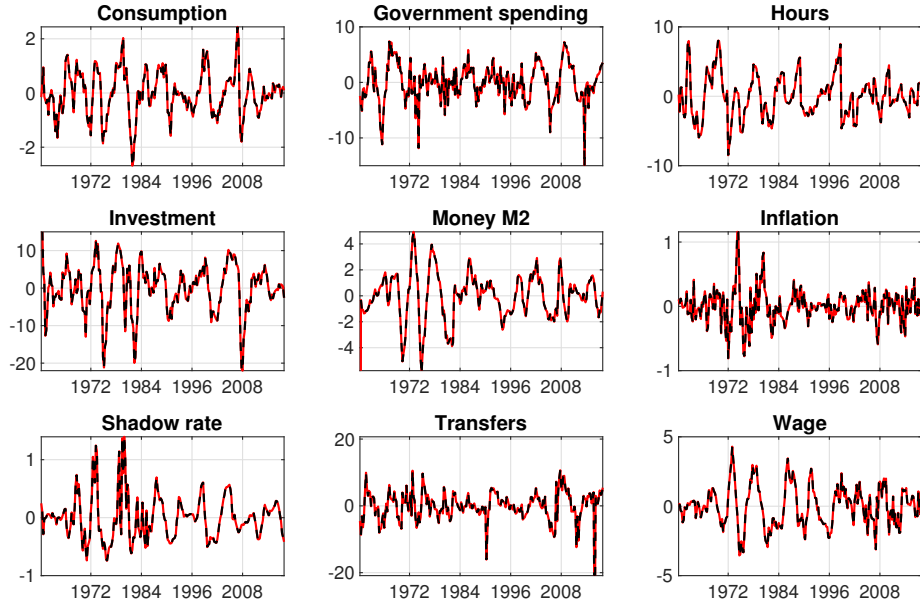 Consumption
2
0
-2
1972 1984 1996 2008
Government spending
10
0
-10
1972 1984 1996 2008
Hours
10
0
-10
1972 1984 1996 2008
Investment
10
0
-10
-20
1972 1984 1996 2008
Money M2
4
2
0
-2
-4
1972 1984 1996 2008
Inflation
1
0
-1
1972 1984 1996 2008
Shadow rate
1
0
-1
1972 1984 1996 2008
Transfers
20
0
-20
1972 1984 1996 2008
Wage
5
0
-5
1972 1984 1996 2008